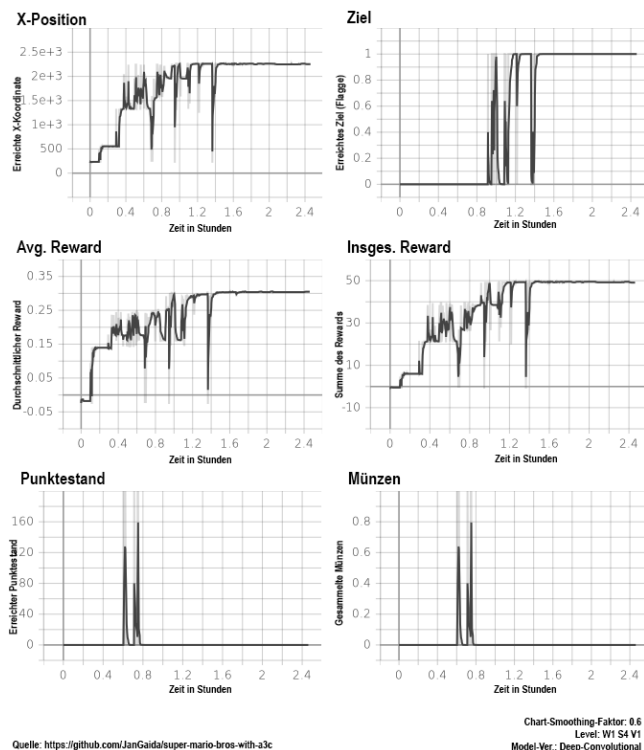 X-Position
Ziel
2.5e+3
2e+3
1.5e+3
1e+3
500
0
Erreichte X-Koordinate
0 0.4 0.8 1.2 1.6 2 2.4
Zeit in Stunden
1
0.8
0.6
0.4
0.2
0
Erreichtes Ziel (Flagge)
0 0.4 0.8 1.2 1.6 2 2.4
Zeit in Stunden
Avg. Reward
Insges. Reward
0.35
0.25
0.15
0.05
-0.05
Durchschnittlicher Reward
0 0.4 0.8 1.2 1.6 2 2.4
Zeit in Stunden
50
30
10
-10
Summe des Rewards
0 0.4 0.8 1.2 1.6 2 2.4
Zeit in Stunden
Punktestand
Münzen
160
120
80
40
0
Erreichter Punktestand
0 0.4 0.8 1.2 1.6 2 2.4
Zeit in Stunden
0.8
0.6
0.4
0.2
0
Gesammelte Münzen
0 0.4 0.8 1.2 1.6 2 2.4
Zeit in Stunden
Chart-Smoothing-Faktor: 0.6
Level: W1 S4 V1
Quelle: https://github.com/JanGaida/super-mario-bros-with-a3c
Model-Ver.: Deep-Convolutional